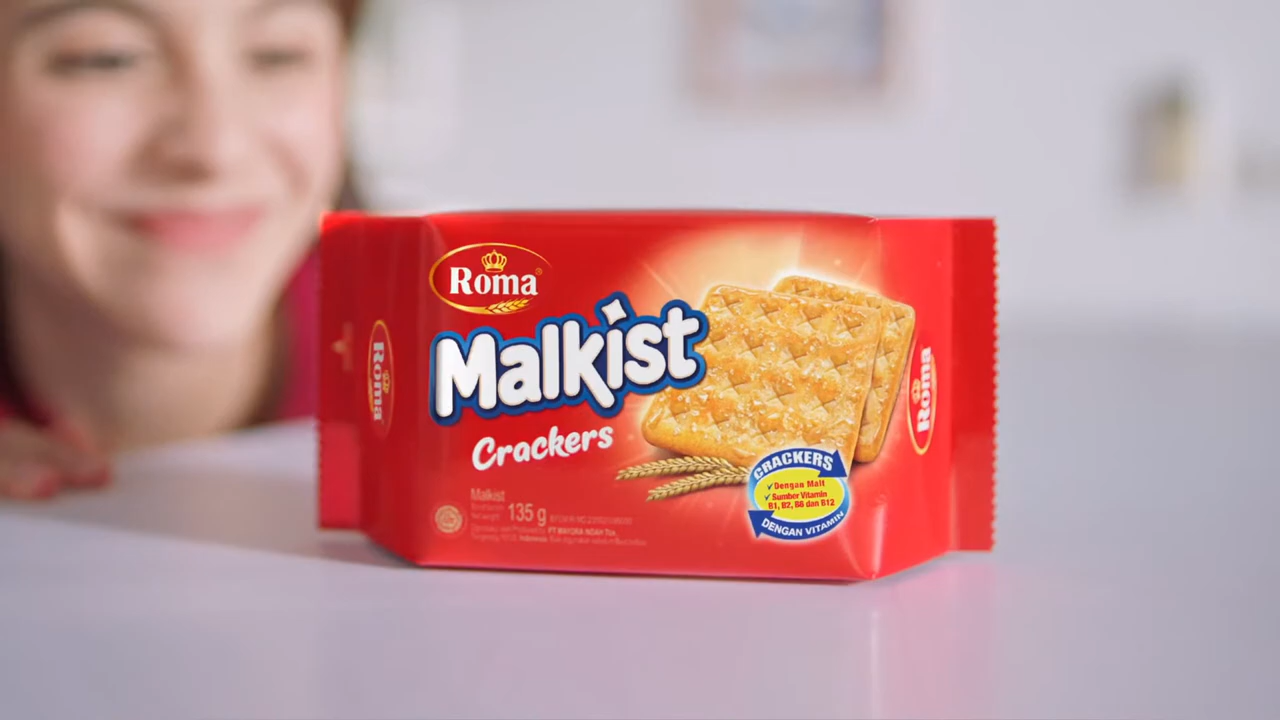 Roma
Malkist
Crackers
Roma
Roma
CRACKERS
Dengan Malt
Sumber Vitamin
B1, B2, B6 dan B12
DENGAN VITAMIN
Malkist
135 g
PT MAYORA INDAH Tbk.
Indonesia